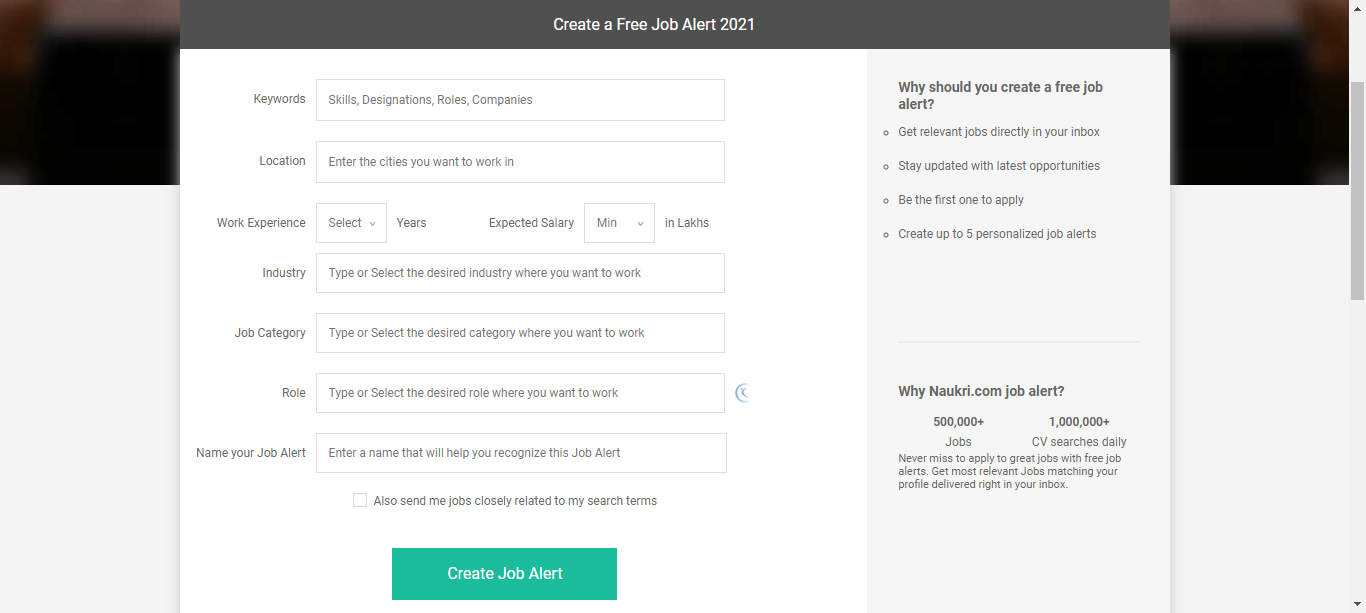 Create a Free Job Alert 2021
Keywords
Skills, Designations, Roles, Companies
Location
Enter the cities you want to work in
Work Experience Select Years Expected Salary Min in Lakhs
Industry
Type or Select the desired industry where you want to work
Job Category
Type or Select the desired category where you want to work
Role
Type or Select the desired role where you want to work
Name your Job Alert
Enter a name that will help you recognize this Job Alert
Also send me jobs closely related to my search terms
Create Job Alert
Why should you create a free job
alert?
Get relevant jobs directly in your inbox
Stay updated with latest opportunities
Be the first one to apply
Create up to 5 personalized job alerts
Why Naukri.com job alert?
500,000+ 1,000,000+
Jobs CV searches daily
Never miss to apply to great jobs with free job
alerts. Get most relevant Jobs matching your
profile delivered right in your inbox.